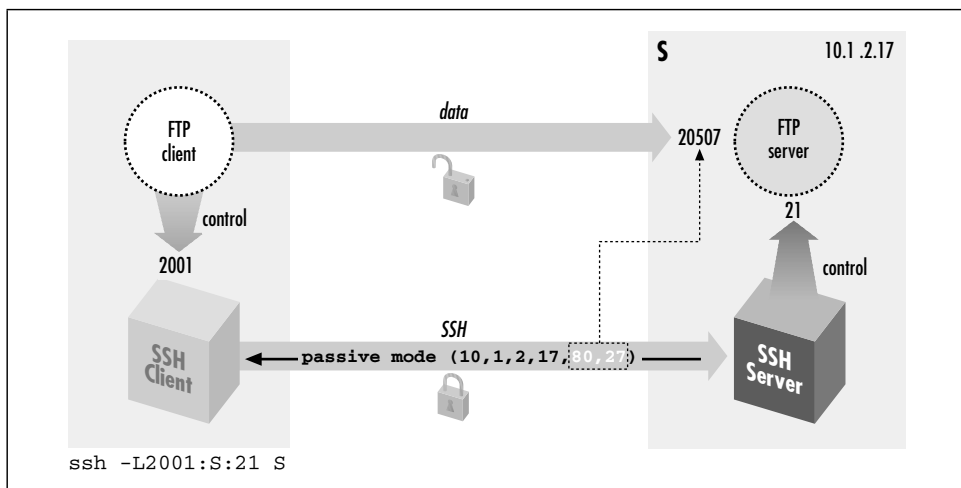 S 10.1 .2.17
FTP
client
data
20507
FTP
server
control
21
2001
control
SSH
Client
SSH
passive mode (10,1,2,17,80,27)
SSH
Server
ssh -L2001:S:21 S